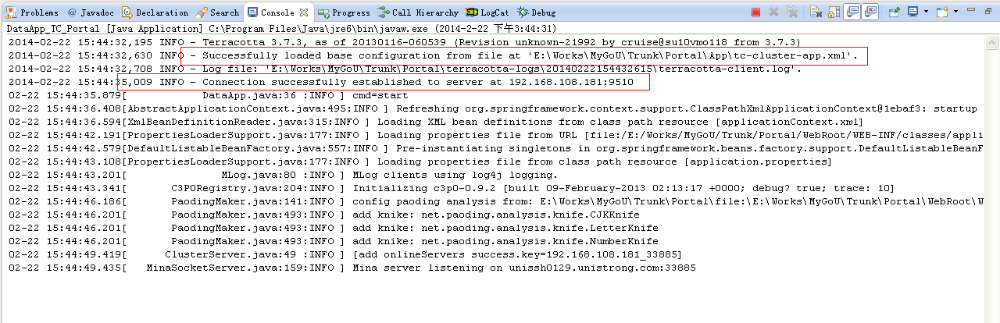 Problems @ Javadoc Declaration Search Console Progress Call Hierarchy LogCat Debug
DataApp_TC_Portal [Java Application] C:\Program Files\Java\jre6\bin\javaw.exe (2014-2-22 下午3:44:31)
2014-02-22 15:44:32,195 INFO - Terracotta 3.7.3, as of 20130116-060539 (Revision unknown-21992 by cruise@su10vmo118 from 3.7.3)
2014-02-22 15:44:32,630 INFO - Successfully loaded base configuration from file at 'E:\Works\MyGoU\Trunk\Portal\App\tc-cluster-app.xml'.
2014-02-22 15:44:32,708 INFO - Log file: 'E:\Works\MyGoU\Trunk\Portal\terracotta-logs\20140222154432615\terracotta-client.log'.
2014-02-22 15:44:35,009 INFO - Connection successfully established to server at 192.168.108.181:9510
02-22 15:44:35.879[ DataApp.java:36 :INFO ] cmd=start
02-22 15:44:36.408[AbstractApplicationContext.java:495:INFO ] Refreshing org.springframework.context.support.ClassPathXmlApplicationContext@1ebaf3: startup
02-22 15:44:36.594[XmlBeanDefinitionReader.java:315:INFO ] Loading XML bean definitions from class path resource [applicationContext.xml]
02-22 15:44:42.191[PropertiesLoaderSupport.java:177:INFO ] Loading properties file from URL [file:/E:/Works/MyGoU/Trunk/Portal/WebRoot/WEB-INF/classes/appli
02-22 15:44:42.579[DefaultListableBeanFactory.java:557:INFO ] Pre-instantiating singletons in org.springframework.beans.factory.support.DefaultListableBeanF
02-22 15:44:43.108[PropertiesLoaderSupport.java:177:INFO ] Loading properties file from class path resource [application.properties]
02-22 15:44:43.201[ MLog.java:80 :INFO ] MLog clients using log4j logging.
02-22 15:44:43.341[ C3P0Registry.java:204:INFO ] Initializing c3p0-0.9.2 [built 09-February-2013 02:13:17 +0000; debug? true; trace: 10]
02-22 15:44:46.186[ PaodingMaker.java:141:INFO ] config paoding analysis from: E:\Works\MyGoU\Trunk\Portal\file:\E:\Works\MyGoU\Trunk\Portal\WebRoot\W
02-22 15:44:46.201[ PaodingMaker.java:493:INFO ] add knike: net.paoding.analysis.knife.CJKKnife
02-22 15:44:46.201[ PaodingMaker.java:493:INFO ] add knike: net.paoding.analysis.knife.LetterKnife
02-22 15:44:46.201[ PaodingMaker.java:493:INFO ] add knike: net.paoding.analysis.knife.NumberKnife
02-22 15:44:49.419[ ClusterServer.java:49 :INFO ] [add onlineServers success.key=192.168.108.181_33885]
02-22 15:44:49.435[ MinaSocketServer.java:159:INFO ] Mina server listening on unissh0129.unistrong.com:33885